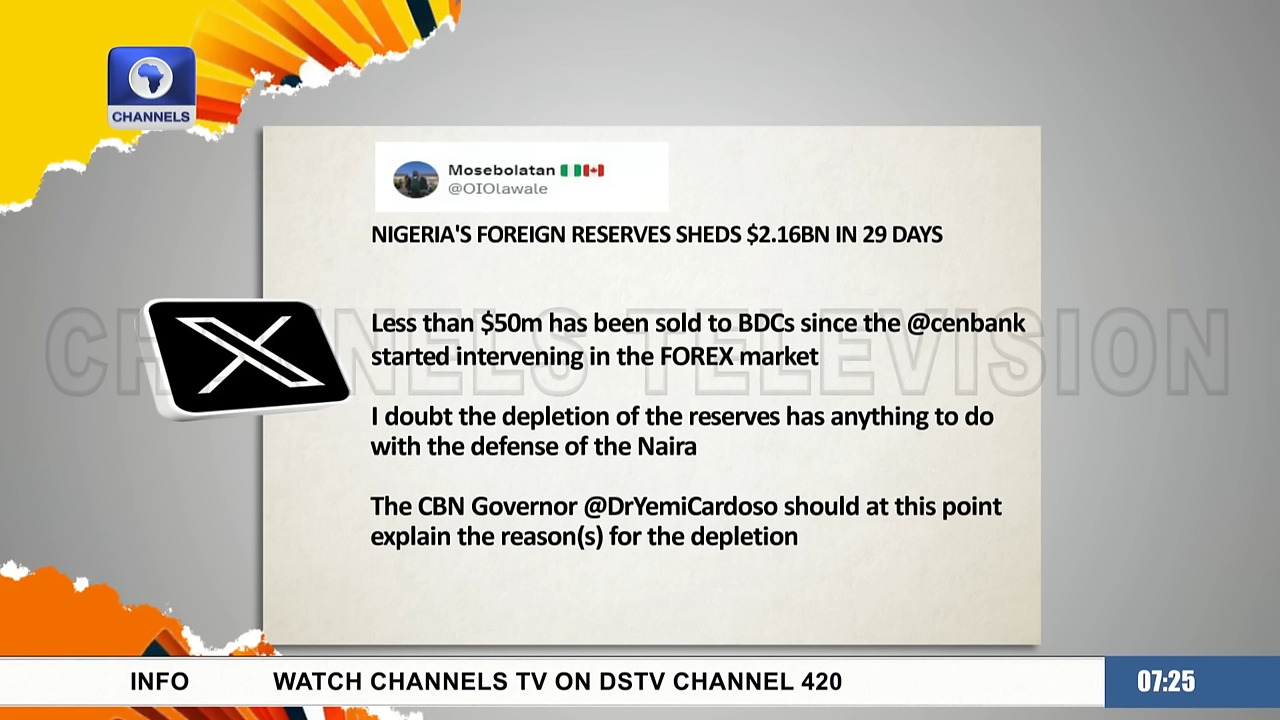 CHANNELS
Mosebolatan
@OIOlawale
NIGERIA'S FOREIGN RESERVES SHEDS $2.16BN IN 29 DAYS
CHANNELS TELEVISION
Less than $50m has been sold to BDCs since the @cenbank
started intervening in the FOREX market
I doubt the depletion of the reserves has anything to do
with the defense of the Naira
The CBN Governor @DrYemiCardoso should at this point
explain the reason(s) for the depletion
INFO WATCH CHANNELS TV ON DSTV CHANNEL 420 07:25